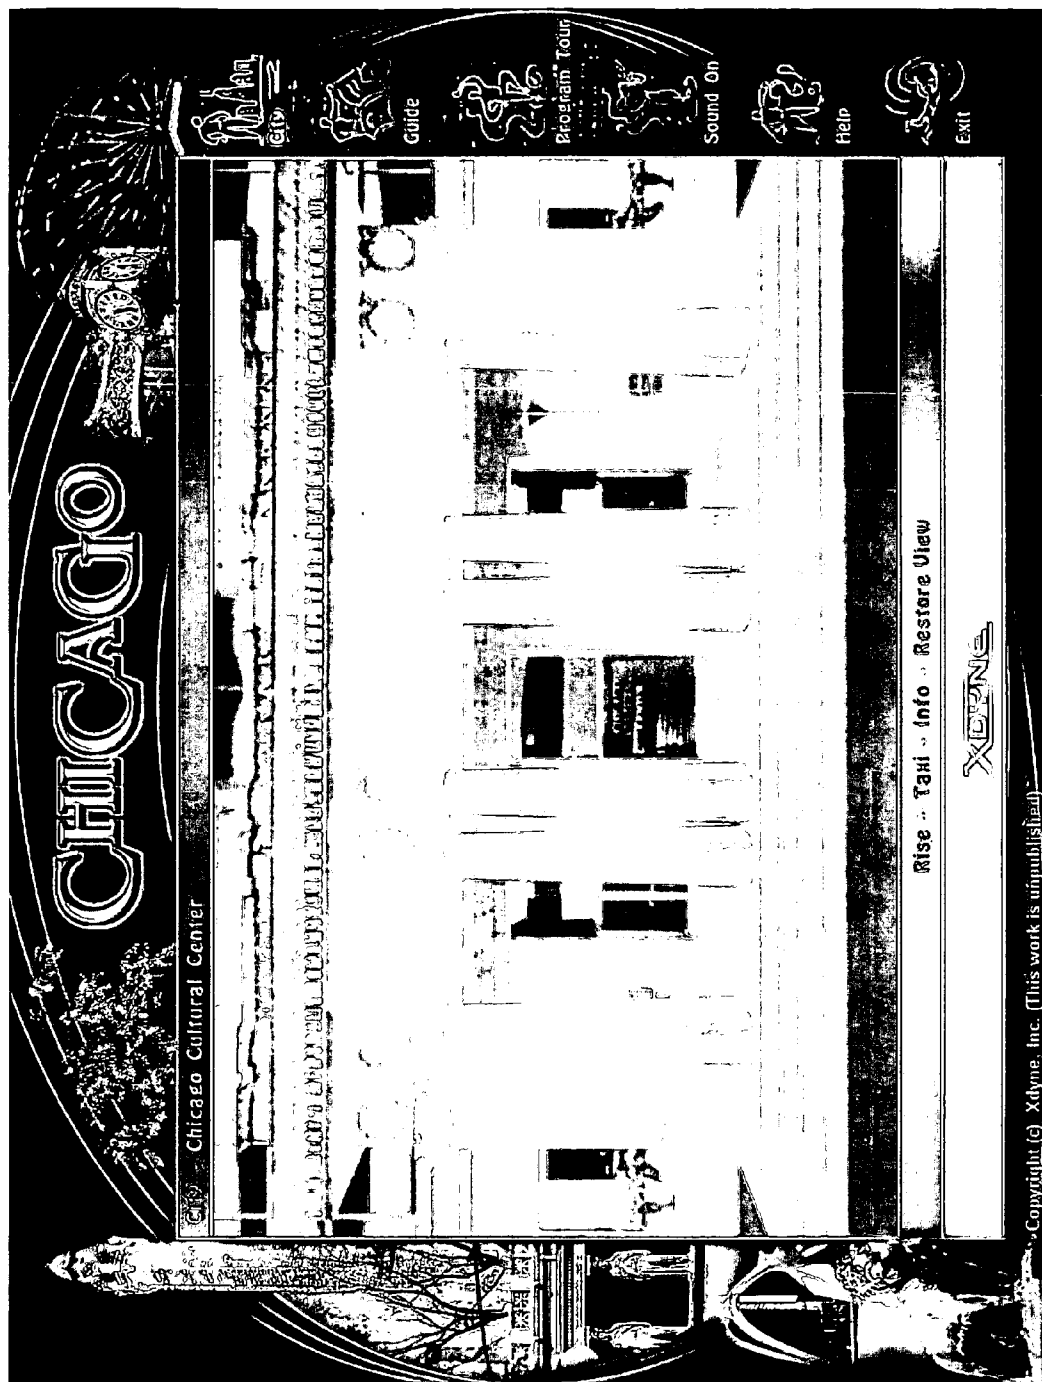 CHICAGO
City
Guide
Program Tour
Sound On
Help
Exit
City Chicago Cultural Center
Rise -- Taxi -- Info -- Restore View
XDYNE
Copyright (c) Xdyne, Inc. (This work is unpublished)